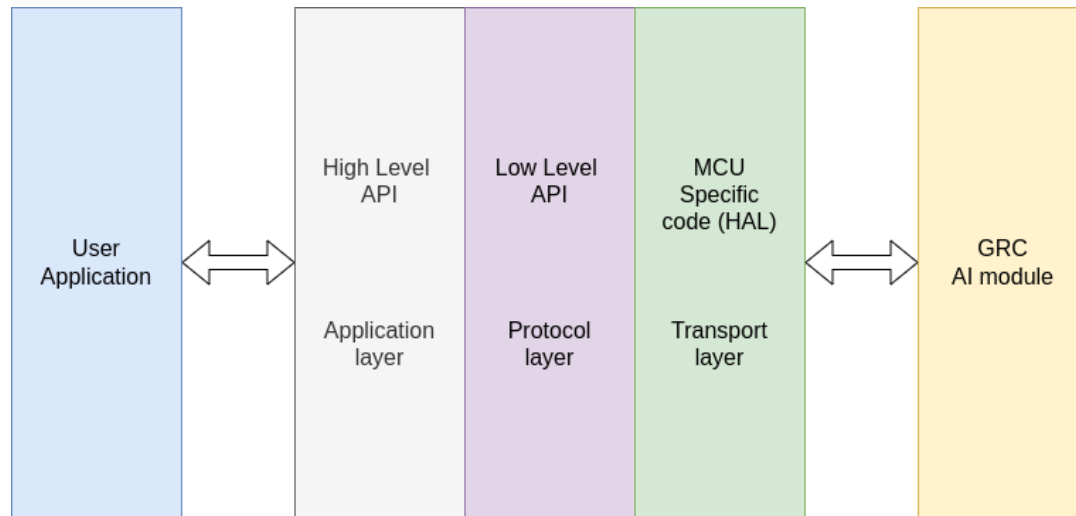 User
Application
High Level
API
Application
layer
Low Level
API
Protocol
layer
MCU
Specific
code (HAL)
Transport
layer
GRC
AI module